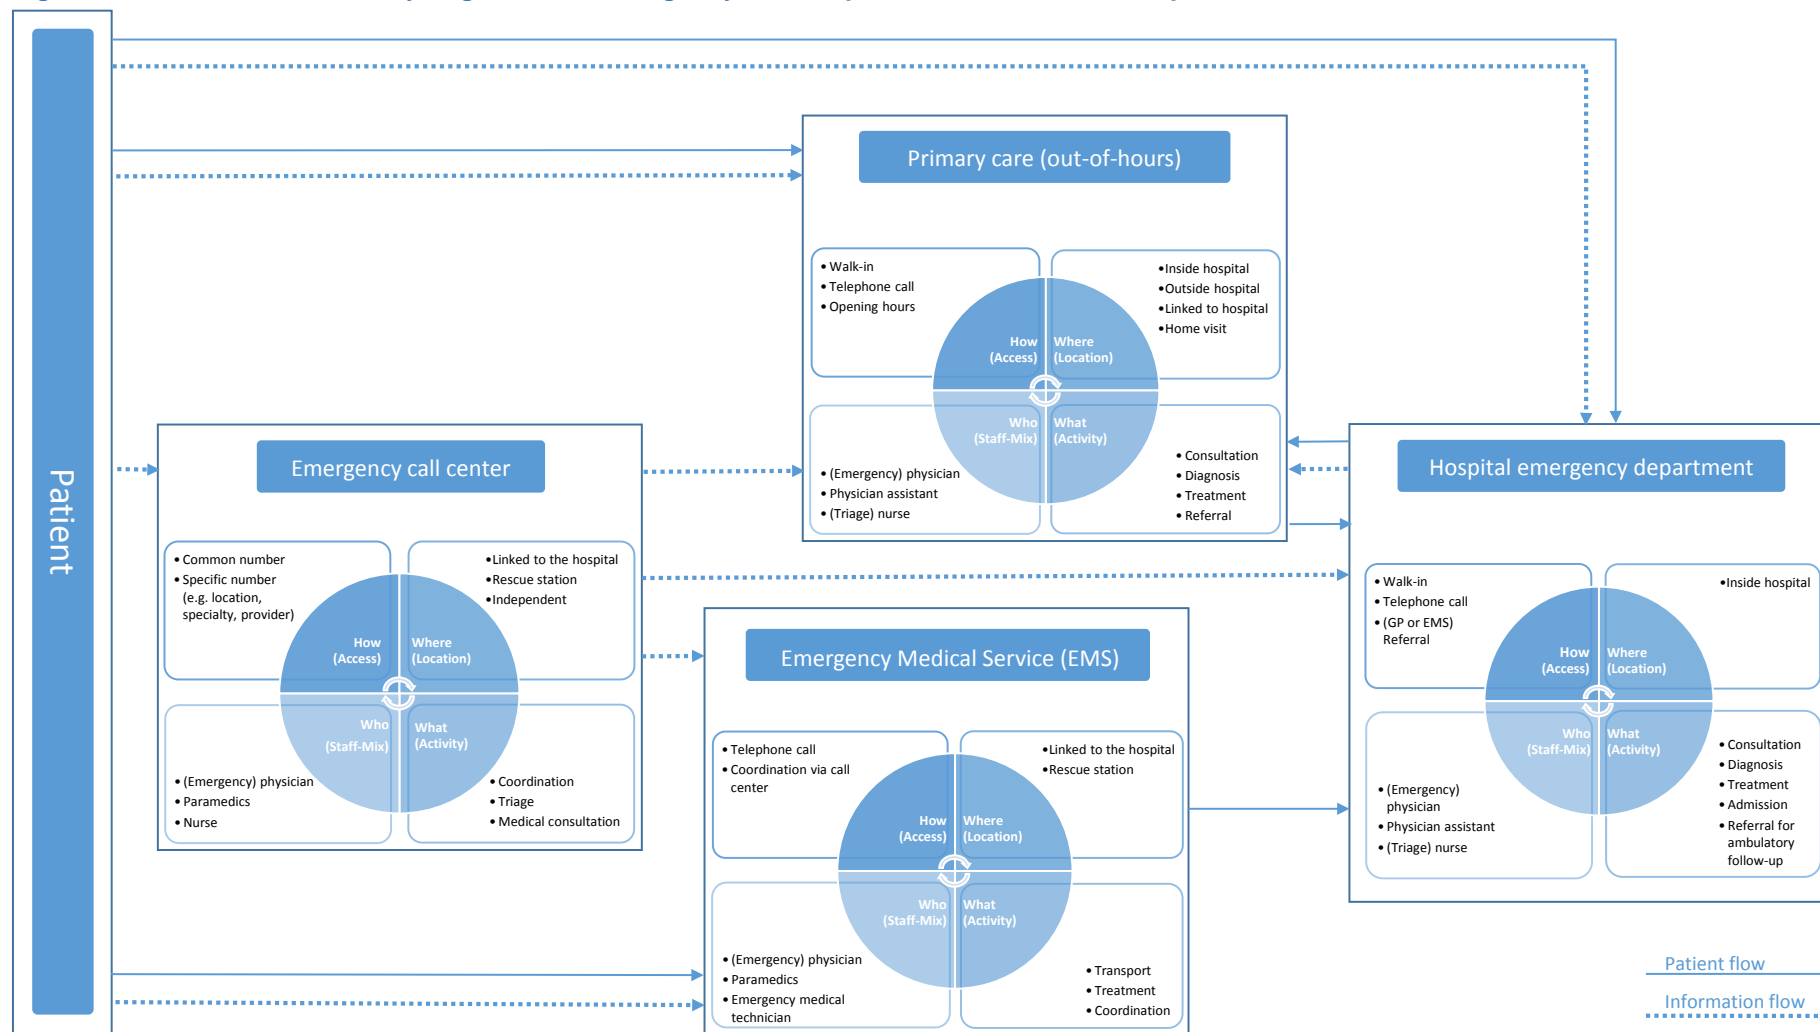 Patient
Primary care (out-of-hours)
• Walk-in
• Telephone call
• Opening hours
•Inside hospital
•Outside hospital
•Linked to hospital
•Home visit
How
(Access)
Where
(Location)
Who
(Staff-Mix)
What
(Activity)
• (Emergency) physician
• Physician assistant
• (Triage) nurse
• Consultation
• Diagnosis
• Treatment
• Referral
Emergency call center
• Common number
• Specific number
(e.g. location,
specialty, provider)
•Linked to the hospital
•Rescue station
•Independent
How
(Access)
Where
(Location)
Who
(Staff-Mix)
What
(Activity)
• (Emergency) physician
• Paramedics
• Nurse
• Coordination
• Triage
• Medical consultation
Emergency Medical Service (EMS)
• Telephone call
• Coordination via call
center
•Linked to the hospital
•Rescue station
How
(Access)
Where
(Location)
Who
(Staff-Mix)
What
(Activity)
• (Emergency) physician
• Paramedics
• Emergency medical
technician
• Transport
• Treatment
• Coordination
Hospital emergency department
• Walk-in
• Telephone call
• (GP or EMS)
Referral
•Inside hospital
How
(Access)
Where
(Location)
Who
(Staff-Mix)
What
(Activity)
• (Emergency)
physician
• Physician assistant
• (Triage) nurse
• Consultation
• Diagnosis
• Treatment
• Admission
• Referral for
ambulatory
follow-up
Patient flow
Information flow